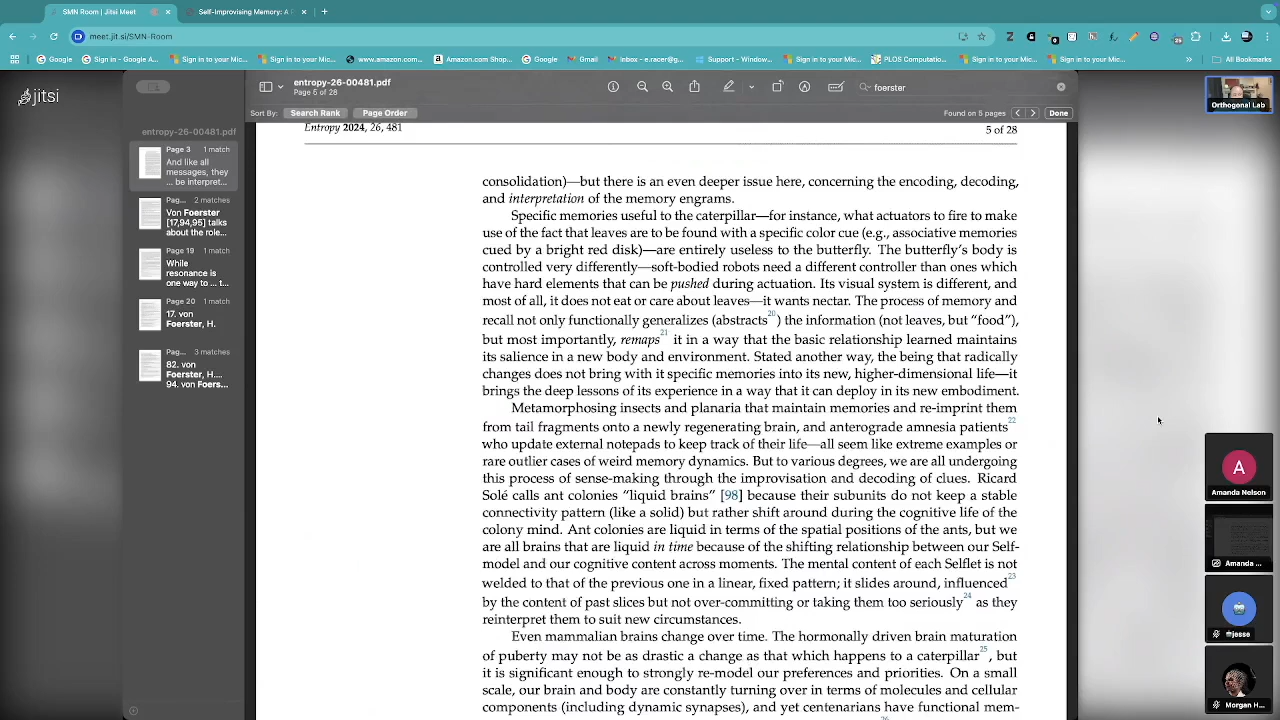 SMN Room | Jitsi Meet
Self-Improvising Memory: A
meet.jit.si/SMN-Room
Google
Sign in - Google A...
Sign in to your Mic...
www.amazon.com...
Amazon.com Shop...
Google
Gmail
Inbox - e.racer@g...
Sign in to your Mic...
Support - Window...
Sign in to your Mic...
PLOS Computatio...
Sign in to your Mic...
Sign in to your Mic...
All Bookmarks
jitsi
entropy-26-00481.pdf
Page 5 of 28
foerster
Sort By:
Search Rank
Page Order
Found on 5 pages
Done
entropy-26-00481.pdf
Page 3 1 match
And like all
messages, they
... be interpret...
Pag... 2 matches
Von Foerster
[17,94,95] talks
about the role...
Page 19 1 match
While
resonance is
one way to ... t...
Page 20 1 match
17. von
Foerster, H.
Pag... 3 matches
82. von
Foerster, H....
94. von Foers...
Entropy 2024, 26, 481
5 of 28
consolidation)—but there is an even deeper issue here, concerning the encoding, decoding,
and interpretation of the memory engrams.
Specific memories useful to the caterpillar—for instance, what actuators to fire to make
use of the fact that leaves are to be found with a specific color cue (e.g., associative memories
cued by a bright red disk)—are entirely useless to the butterfly. The butterfly's body is
controlled very differently—soft-bodied robots need a different controller than ones which
have hard elements that can be pushed during actuation. Its visual system is different, and
most of all, it does not eat or care about leaves—it wants nectar. The process of memory and
recall not only functionally generalizes (abstracts20) the information (not leaves, but “food”),
but most importantly, remaps21 it in a way that the basic relationship learned maintains
its salience in a new body and environment. Stated another way, the being that radically
changes does not bring with it specific memories into its new, higher-dimensional life—it
brings the deep lessons of its experience in a way that it can deploy in its new embodiment.
Metamorphosing insects and planaria that maintain memories and re-imprint them
from tail fragments onto a newly regenerating brain, and anterograde amnesia patients22
who update external notepads to keep track of their life—all seem like extreme examples or
rare outlier cases of weird memory dynamics. But to various degrees, we are all undergoing
this process of sense-making through the improvisation and decoding of clues. Ricard
Solé calls ant colonies “liquid brains” [98] because their subunits do not keep a stable
connectivity pattern (like a solid) but rather shift around during the cognitive life of the
colony mind. Ant colonies are liquid in terms of the spatial positions of the ants, but we
are all brains that are liquid in time because of the shifting relationship between our Self-
model and our cognitive content across moments. The mental content of each Selflet is not
welded to that of the previous one in a linear, fixed pattern; it slides around, influenced23
by the content of past slices but not over-committing or taking them too seriously24 as they
reinterpret them to suit new circumstances.
Even mammalian brains change over time. The hormonally driven brain maturation
of puberty may not be as drastic a change as that which happens to a caterpillar25, but
it is significant enough to strongly re-model our preferences and priorities. On a small
scale, our brain and body are constantly turning over in terms of molecules and cellular
components (including dynamic synapses), and yet centenarians have functional mem-
26
Orthogonal Lab
A
Amanda Nelson
Amanda ...
jesse
Morgan H...